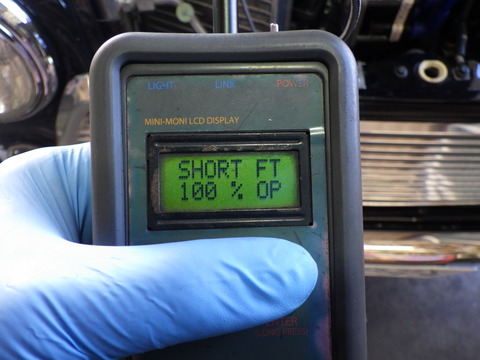 LIGHT LINK POWER
MINI-MONI LCD DISPLAY
SHORT FT
100 % OP